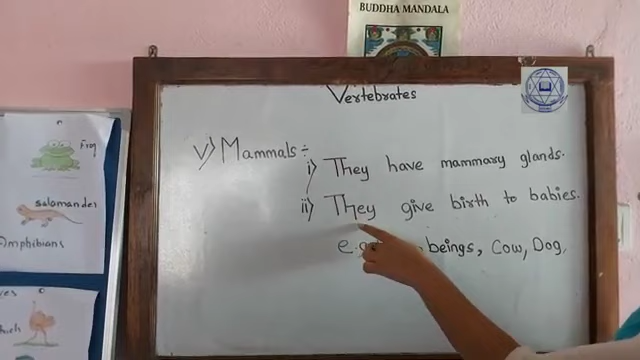 BUDDHA MANDALA
Vertebrates
v) Mammals:
i) They have mammary glands.
ii) They give birth to babies.
e.g. beings, Cow, Dog,
Frog
salamander
Amphibians